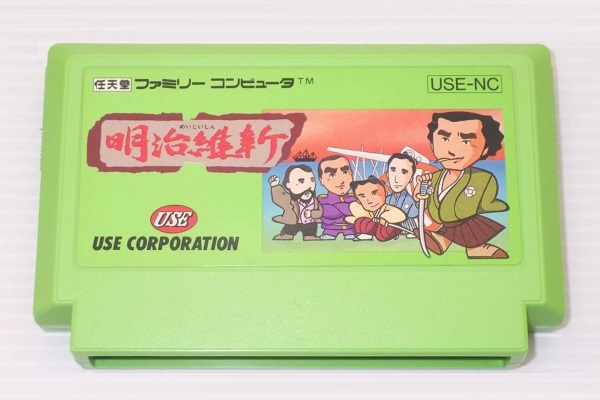 任天堂 ファミリー コンピュータ™
USE-NC
めいじいしん
明治維新
USE
USE CORPORATION